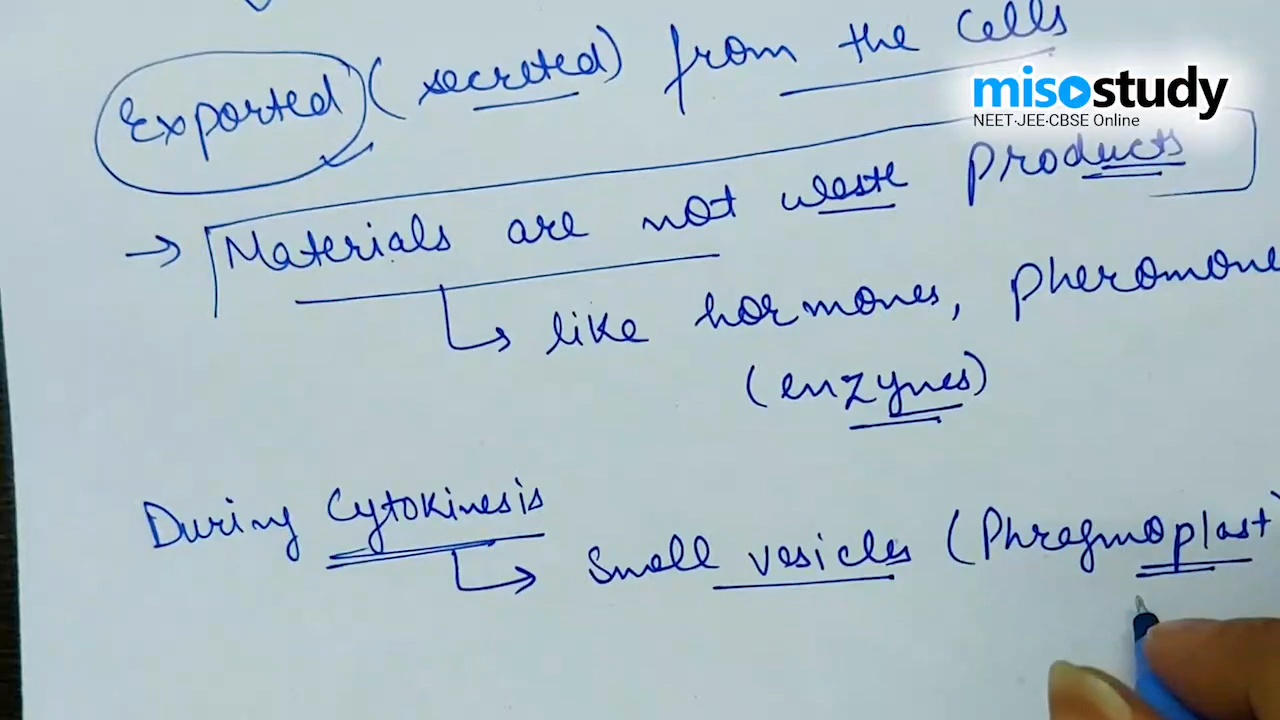 Exported (secreted) from the cells
misostudy
NEET·JEE·CBSE Online
→ Materials are not waste products
↳ like hormones, pheromone
(enzymes)
During Cytokinesis
↳ Small vesicles (Phragmoplast)